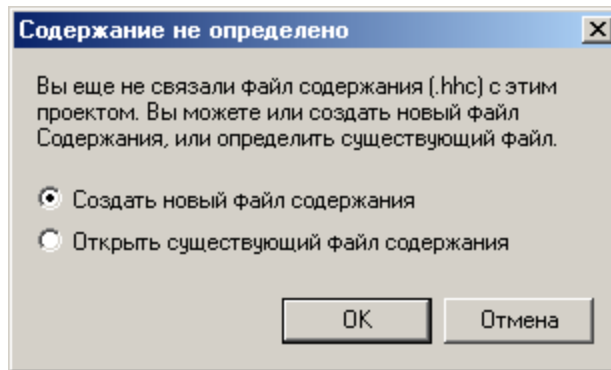 Содержание не определено
Вы еще не связали файл содержания (.hhc) с этим
проектом. Вы можете или создать новый файл
Содержания, или определить существующий файл.
Создать новый файл содержания
Открыть существующий файл содержания
OK
Отмена